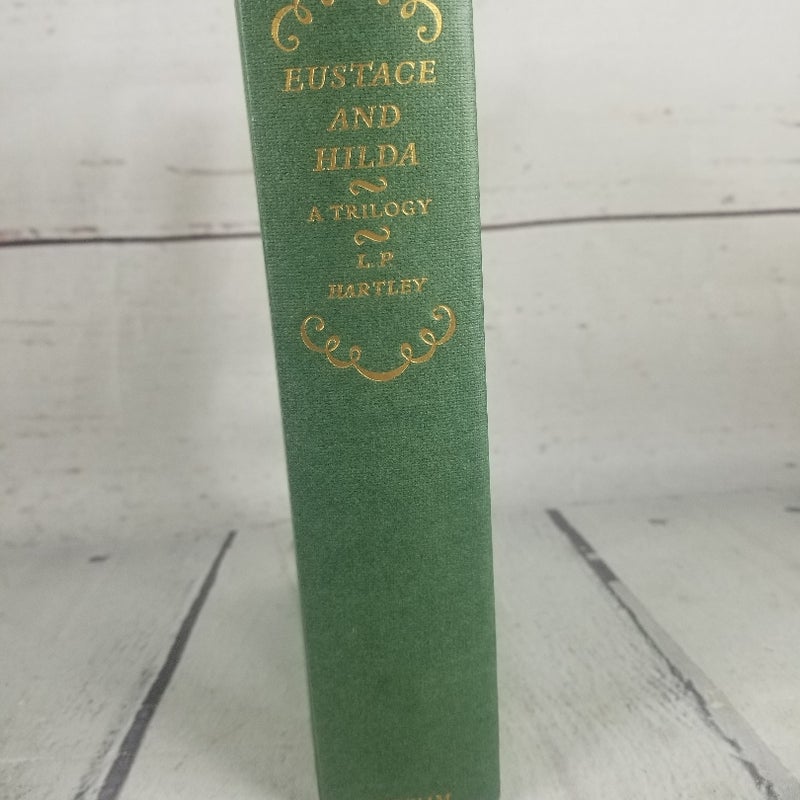 EUSTACE
AND
HILDA
A TRILOGY
L.P.
HARTLEY